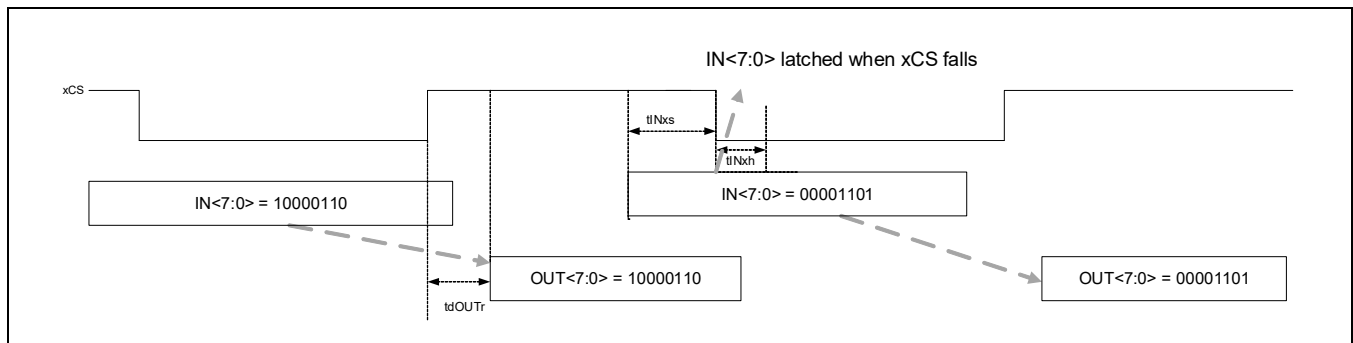 IN<7:0> latched when xCS falls
xCS
tINxs
tINxh
IN<7:0> = 10000110
IN<7:0> = 00001101
OUT<7:0> = 10000110
OUT<7:0> = 00001101
tdOUTr